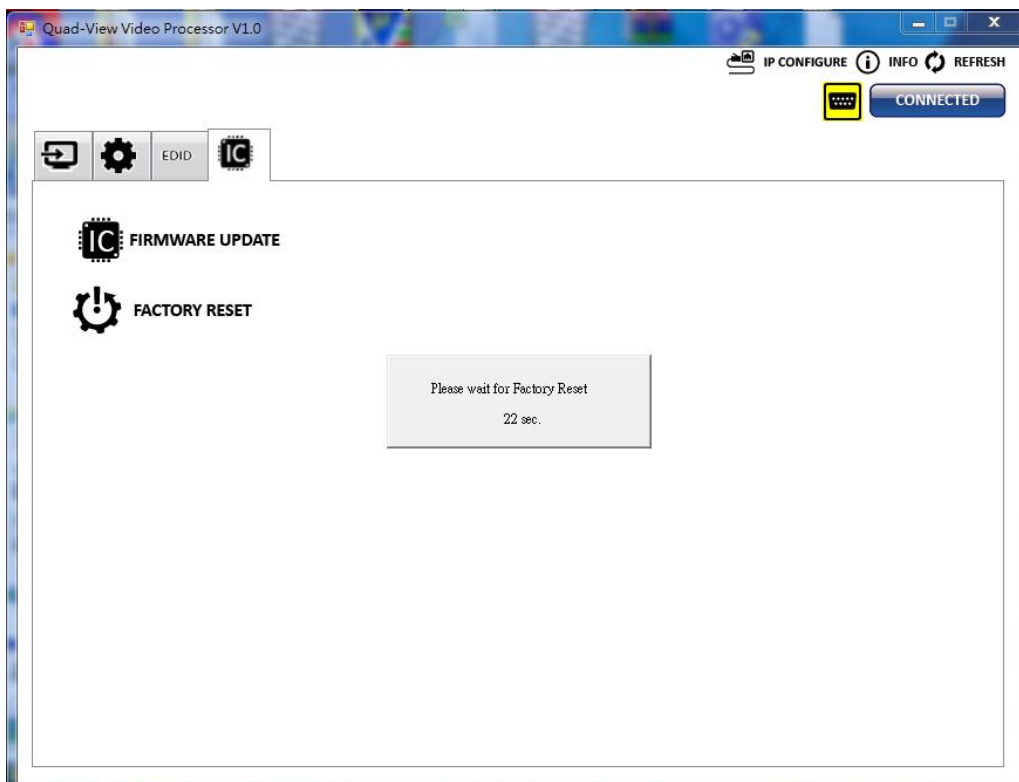 Quad-View Video Processor V1.0
IP CONFIGURE INFO REFRESH
CONNECTED
EDID IC
IC FIRMWARE UPDATE
FACTORY RESET
Please wait for Factory Reset
22 sec.